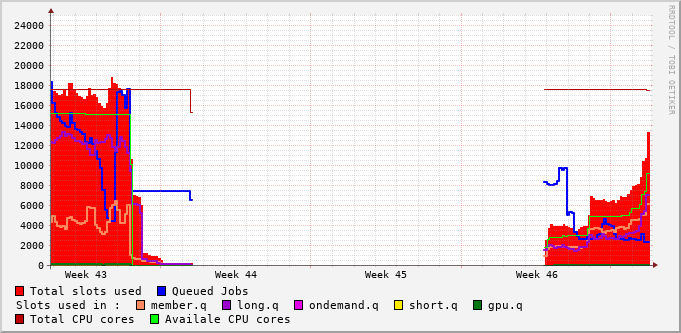 24000
22000
20000
18000
16000
14000
12000
10000
8000
6000
4000
2000
0
Week 43 Week 44 Week 45 Week 46
RRDTOOL / TOBI OETIKER
Total slots used Queued Jobs
Slots used in : member.q long.q ondemand.q short.q gpu.q
Total CPU cores Availale CPU cores